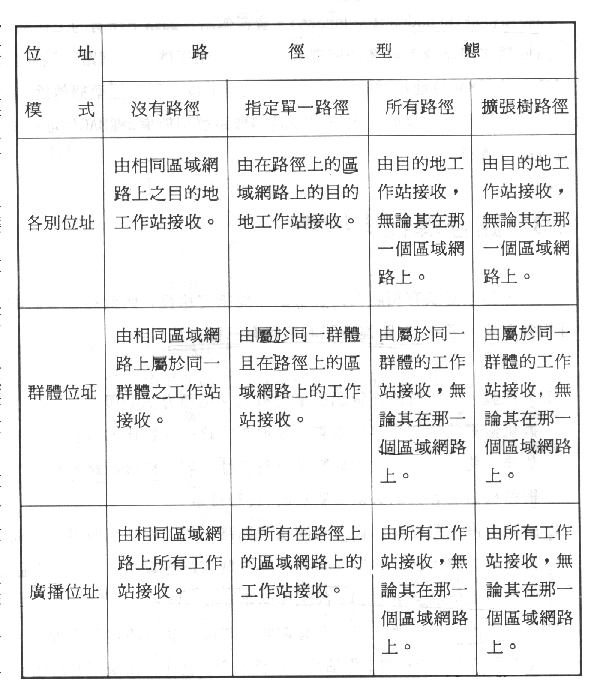 位址 路徑型態
模式 沒有路徑 指定單一路徑 所有路徑 擴張樹路徑
各別位址
由相同區域網
路上之目的地
工作站接收。
由在路徑上的區
域網路上的目的
地工作站接收。
由目的地工
作站接收，
無論其在那
一個區域網
路上。
由目的地工
作站接收，
無論其在那
一個區域網
路上。
群體位址
由相同區域網
路上屬於同一
群體之工作站
接收。
由屬於同一群體
且在路徑上的區
域網路上的工作
站接收。
由屬於同一
群體的工作
站接收，無
論其在那一
個區域網路
上。
由屬於同一
群體的工作
站接收，無
論其在那一
個區域網路
上。
廣播位址
由相同區域網
路上所有工作
站接收。
由所有在路徑上
的區域網路上的
工作站接收。
由所有工作
站接收，無
論其在那一
個區域網路
上。
由所有工作
站接收，無
論其在那一
個區域網路
上。